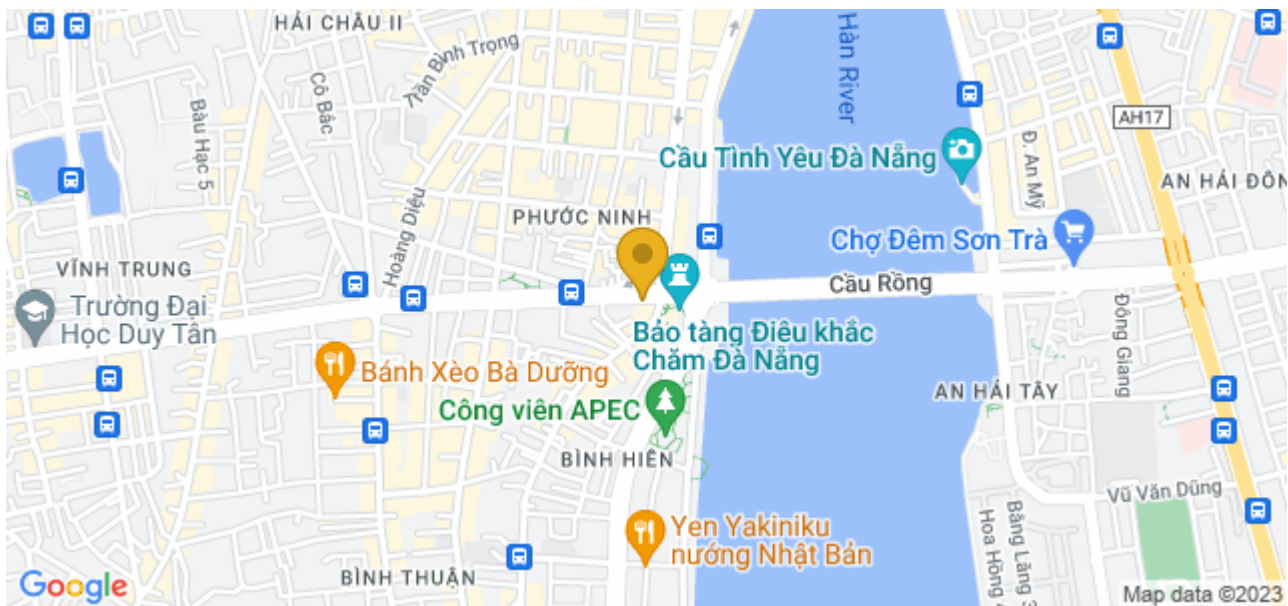 HẢI CHÂU II
Trần Bình Trọng
Cô Bắc
Bàu Hạc 5
Hàn River
AH17
Cầu Tình Yêu Đà Nẵng
Đ. An Mỹ
AN HẢI ĐÔN
PHƯỚC NINH
Hoàng Diệu
Chợ Đêm Sơn Trà
VĨNH TRUNG
Cầu Rồng
Trường Đại
Học Duy Tân
Đông Giang
Bảo tàng Điêu khắc
Chăm Đà Nẵng
Bánh Xèo Bà Dưỡng
AN HẢI TÂY
Công viên APEC
BÌNH HIÊN
Vũ Văn Dũng
Bằng Lăng 3
Hoa Hồng 4
Yen Yakiniku
nướng Nhật Bản
BÌNH THUẬN
Google
Map data ©2023